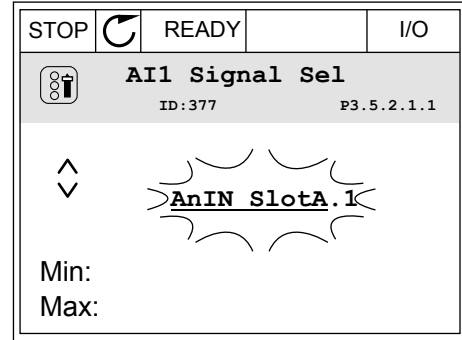 STOP READY I/O
AI1 Signal Sel
ID:377 P3.5.2.1.1
AnIN SlotA.1
Min:
Max: